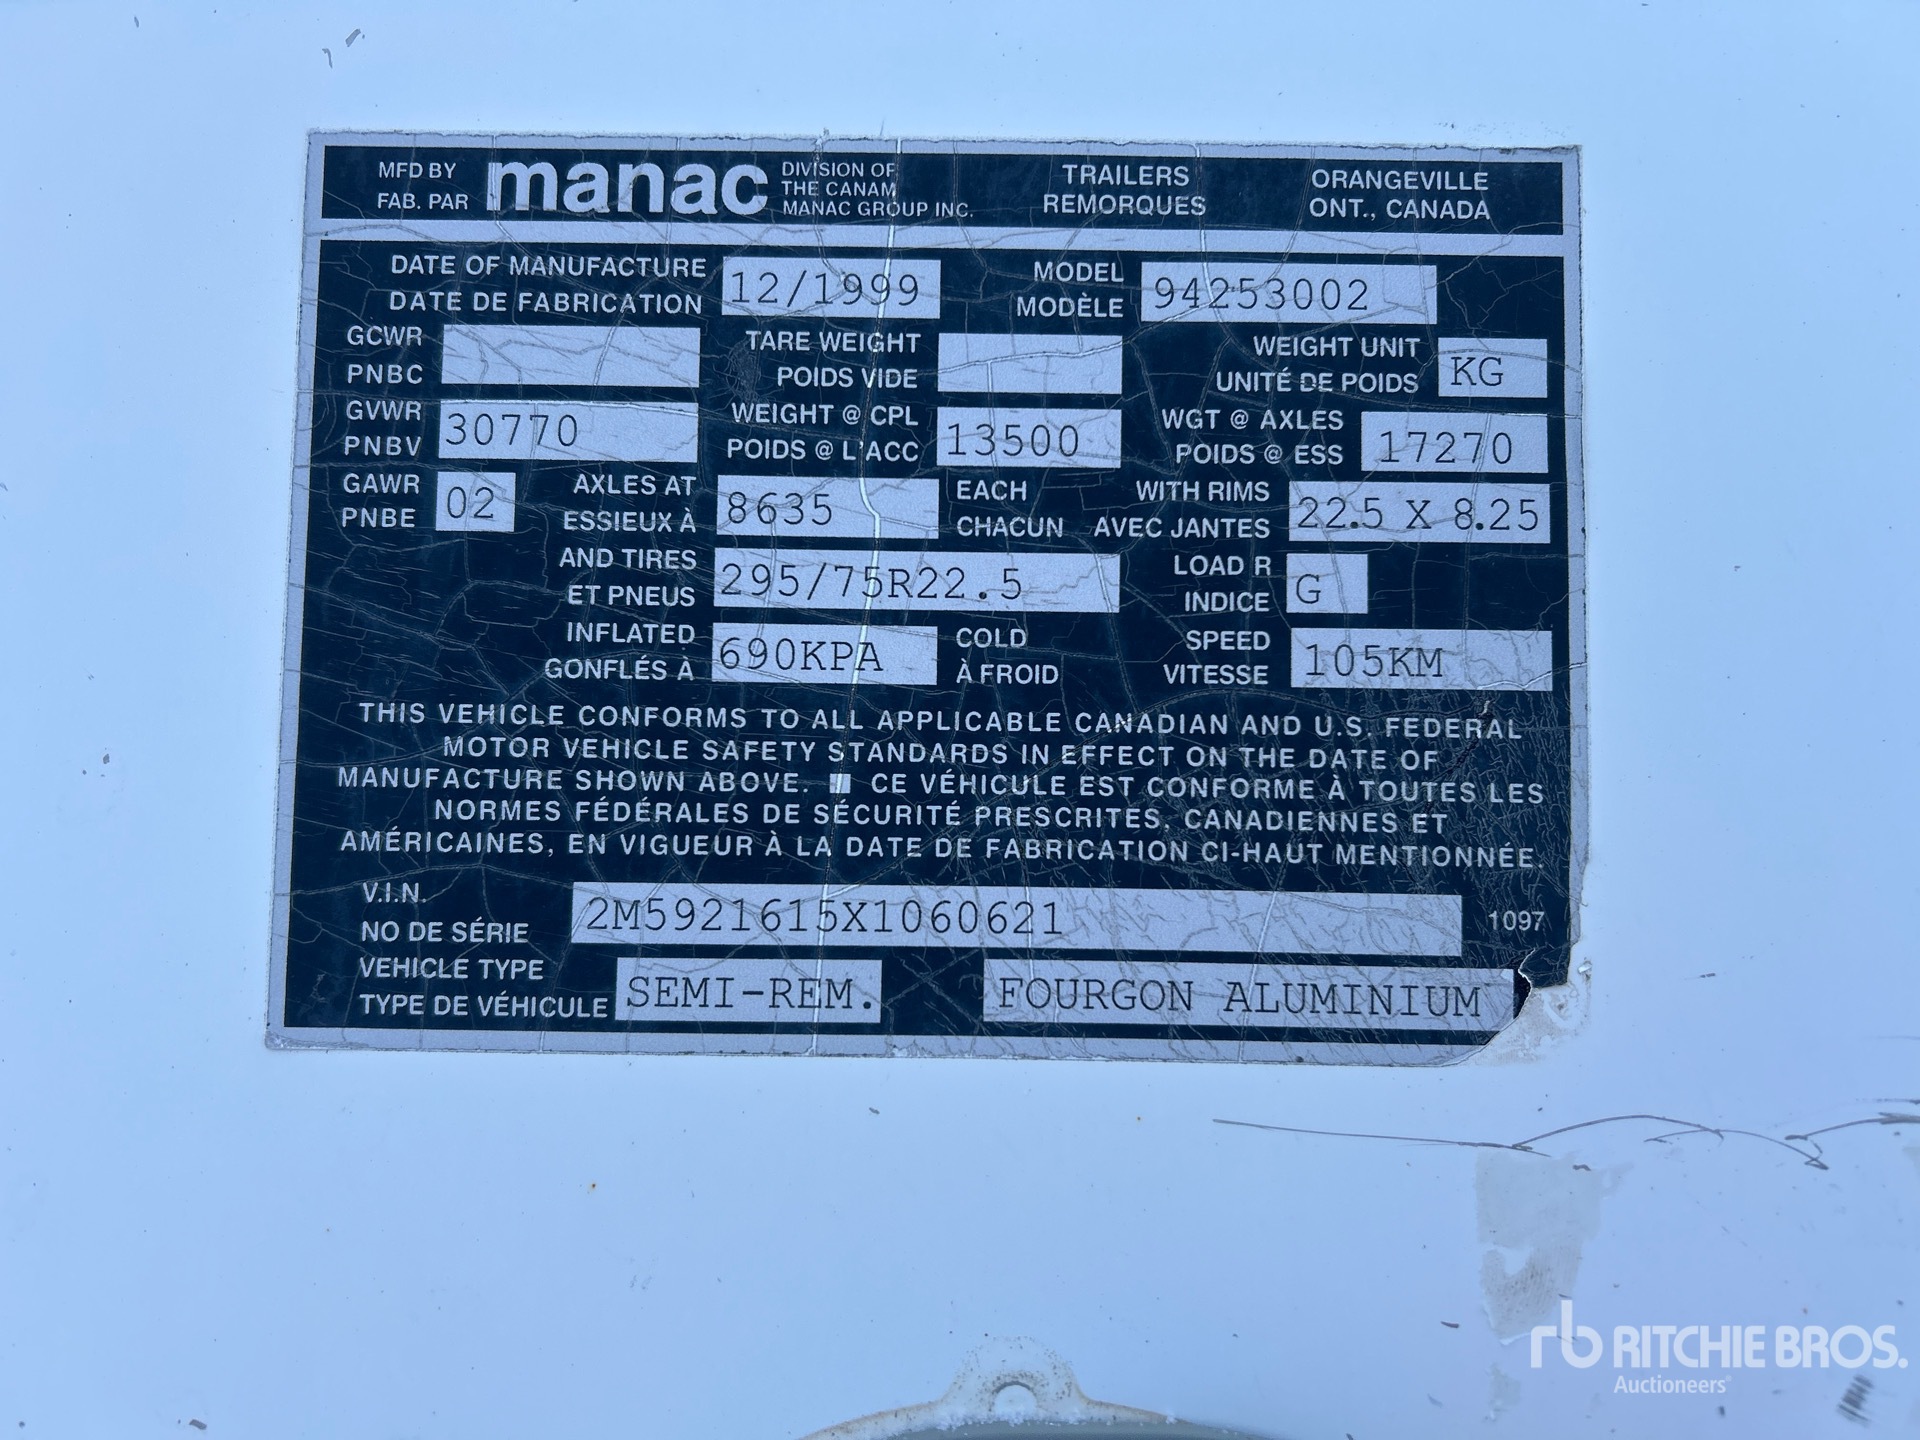 MFD BY manac DIVISION OF TRAILERS ORANGEVILLE
FAB. PAR THE CANAM REMORQUES ONT., CANADA
MANAC GROUP INC.
DATE OF MANUFACTURE 12/1999 MODEL 94253002
DATE DE FABRICATION MODÈLE
GCWR TARE WEIGHT WEIGHT UNIT KG
PNBC POIDS VIDE UNITÉ DE POIDS
GVWR 30770 WEIGHT @ CPL 13500 WGT @ AXLES 17270
PNBV POIDS @ L'ACC POIDS @ ESS
GAWR 02 AXLES AT 8635 EACH WITH RIMS 22.5 X 8.25
PNBE ESSIEUX À CHACUN AVEC JANTES
AND TIRES 295/75R22.5 LOAD R G
ET PNEUS INDICE
INFLATED 690KPA COLD SPEED 105KM
GONFLÉS À À FROID VITESSE
THIS VEHICLE CONFORMS TO ALL APPLICABLE CANADIAN AND U.S. FEDERAL
MOTOR VEHICLE SAFETY STANDARDS IN EFFECT ON THE DATE OF
MANUFACTURE SHOWN ABOVE. ■ CE VÉHICULE EST CONFORME À TOUTES LES
NORMES FÉDÉRALES DE SÉCURITÉ PRESCRITES, CANADIENNES ET
AMÉRICAINES, EN VIGUEUR À LA DATE DE FABRICATION CI-HAUT MENTIONNÉE.
V.I.N. 2M5921615X1060621 1097
NO DE SÉRIE
VEHICLE TYPE SEMI-REM. FOURGON ALUMINIUM
TYPE DE VÉHICULE
rb RITCHIE BROS.
Auctioneers